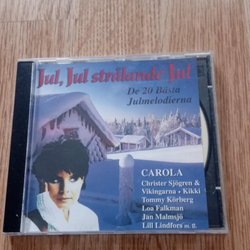 Jul, Jul strålande Jul
De 20 Bästa
Julmelodierna
CAROLA
Christer Sjögren &
Vikingarna • Kikki
Tommy Körberg
Loa Falkman
Jan Malmsjö
Lill Lindfors m. fl.